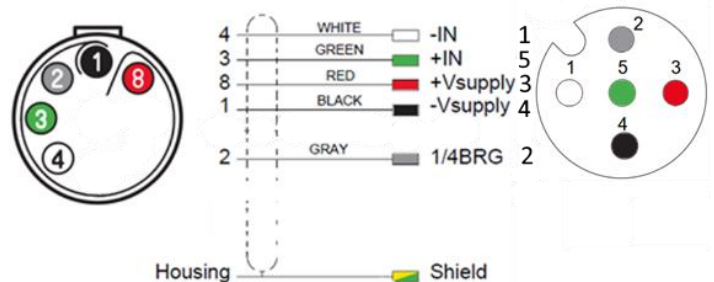 1
2
8
3
4
4 WHITE -IN 1
3 GREEN +IN 5
8 RED +Vsupply 3
1 BLACK -Vsupply 4
2 GRAY 1/4BRG 2
Housing Shield
2
1 5 3
4